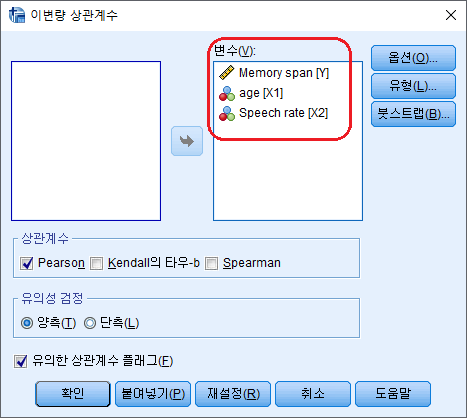 이변량 상관계수
변수(V):
Memory span [Y]
age [X1]
Speech rate [X2]
옵션(O)...
유형(L)...
붓스트랩(B)...
상관계수
Pearson Kendall의 타우-b Spearman
유의성 검정
양측(T) 단측(L)
유의한 상관계수 플래그(F)
확인 붙여넣기(P) 재설정(R) 취소 도움말